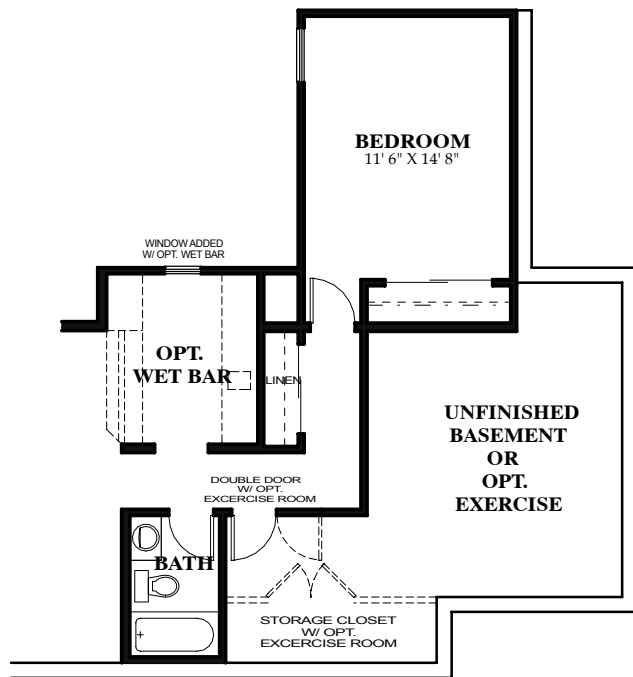 BEDROOM
11' 6" X 14' 8"
WINDOW ADDED
W/ OPT. WET BAR
OPT.
WET BAR
LINEN
UNFINISHED
BASEMENT
OR
OPT.
EXERCISE
DOUBLE DOOR
W/ OPT.
EXCERCISE ROOM
BATH
STORAGE CLOSET
W/ OPT.
EXCERCISE ROOM